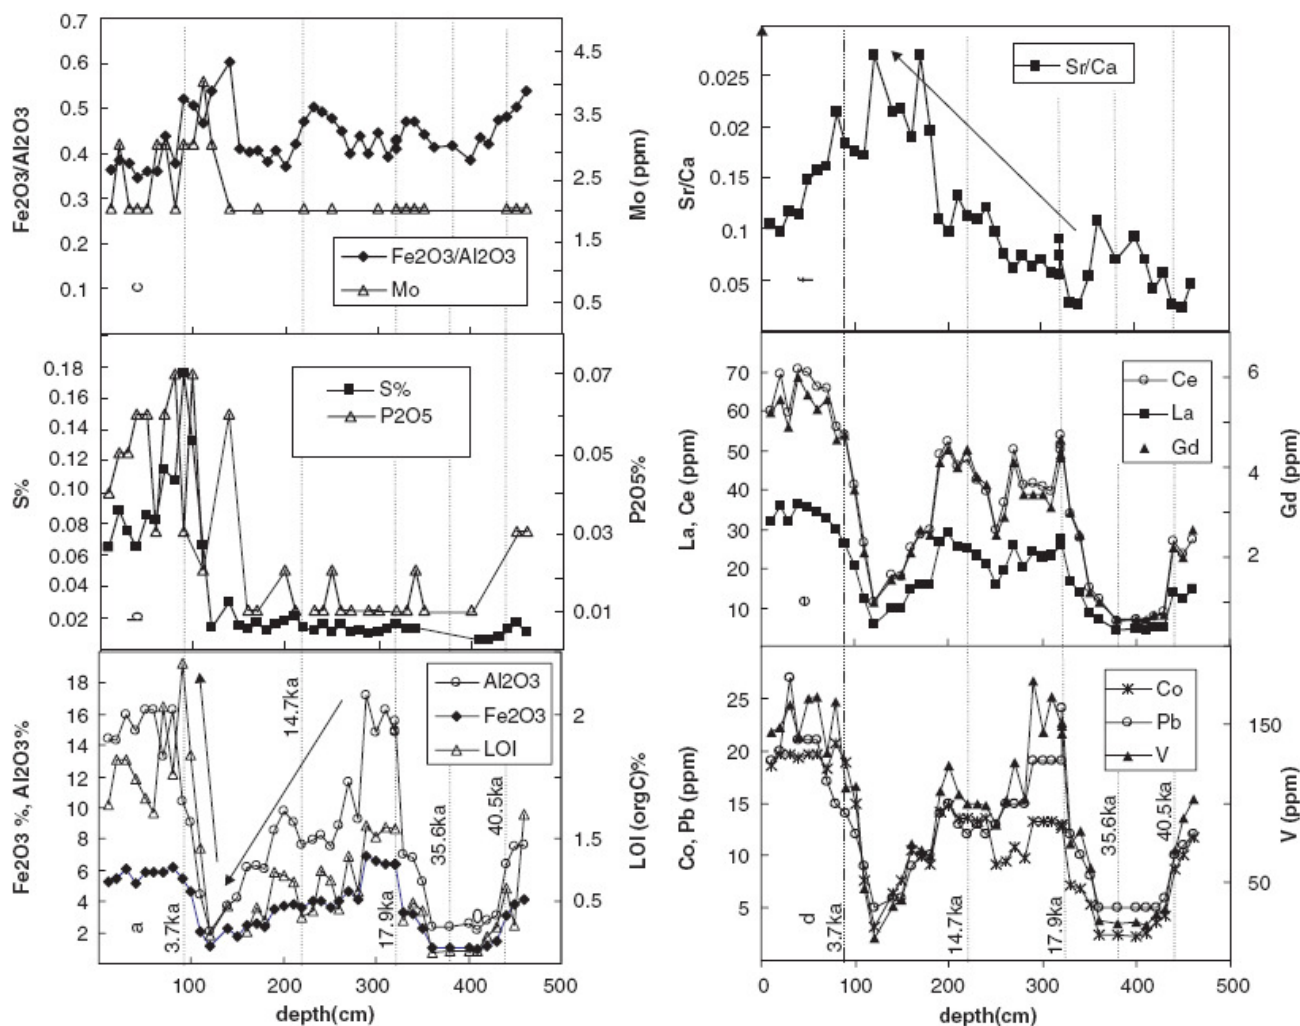 0.7
0.6
0.5
0.4
0.3
0.2
0.1
Fe2O3/Al2O3
4.5
3.5
2.5
1.5
0.5
Mo (ppm)
Fe2O3/Al2O3
Mo
c
0.18
0.16
0.14
0.12
0.10
0.08
0.06
0.04
0.02
S%
0.07
0.05
0.03
0.01
P2O5%
S%
P2O5
b
18
16
14
12
10
8
6
4
2
Fe2O3 %, Al2O3%
2
1.5
0.5
LOI (orgC)%
Al2O3
Fe2O3
LOI
3.7ka
14.7ka
17.9ka
35.6ka
40.5ka
a
100
200
300
400
500
depth(cm)
0.025
0.02
0.015
0.1
0.05
Sr/Ca
Sr/Ca
f
70
60
50
40
30
20
10
La, Ce (ppm)
6
4
2
Gd (ppm)
Ce
La
Gd
e
25
20
15
10
5
Co, Pb (ppm)
150
50
V (ppm)
Co
Pb
V
3.7ka
14.7ka
17.9ka
35.6ka
40.5ka
d
0
100
200
300
400
500
depth(cm)